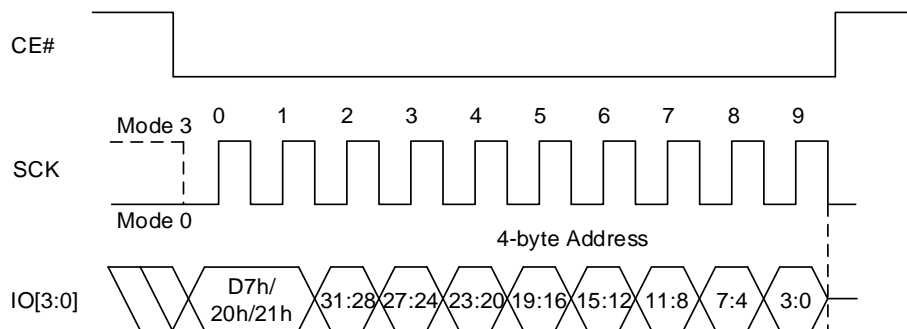 CE#
Mode 3
0 1 2 3 4 5 6 7 8 9
SCK
Mode 0
4-byte Address
IO[3:0]
D7h/
20h/21h
31:28 27:24 23:20 19:16 15:12 11:8 7:4 3:0